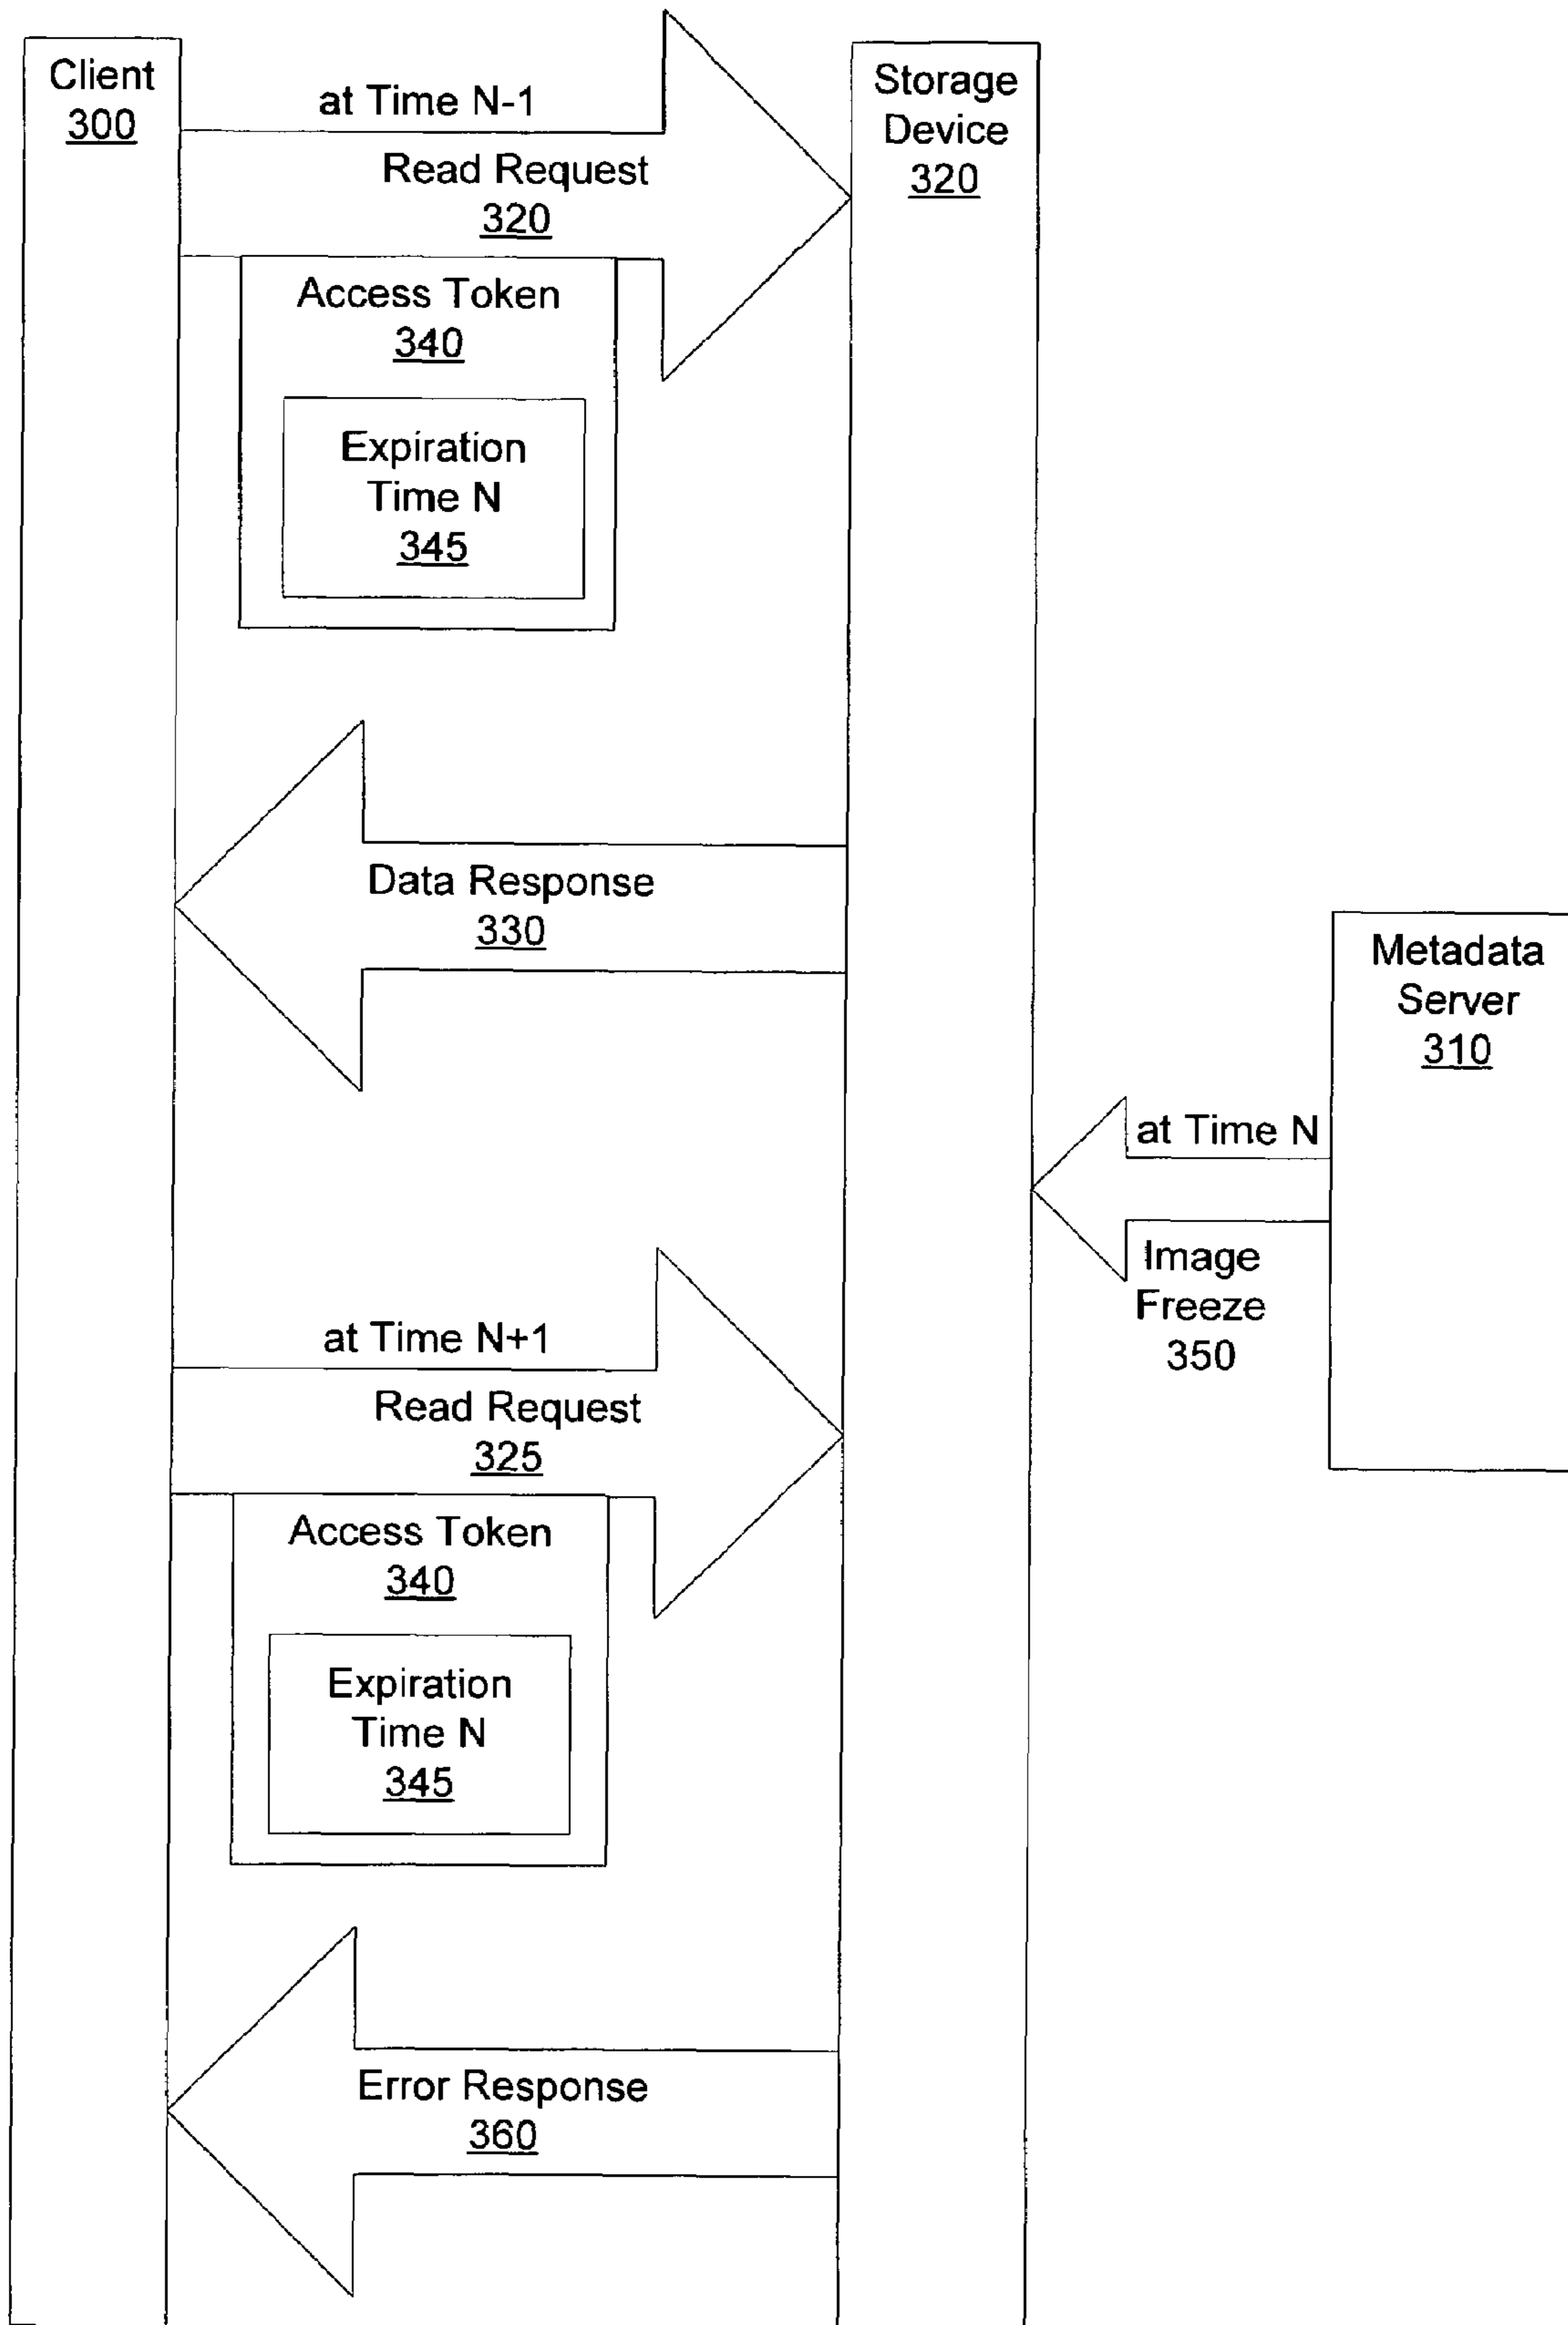 Client
300
at Time N-1
Read Request
320
Access Token
340
Expiration
Time N
345
Storage
Device
320
Data Response
330
Metadata
Server
310
at Time N
Image
Freeze
350
at Time N+1
Read Request
325
Access Token
340
Expiration
Time N
345
Error Response
360